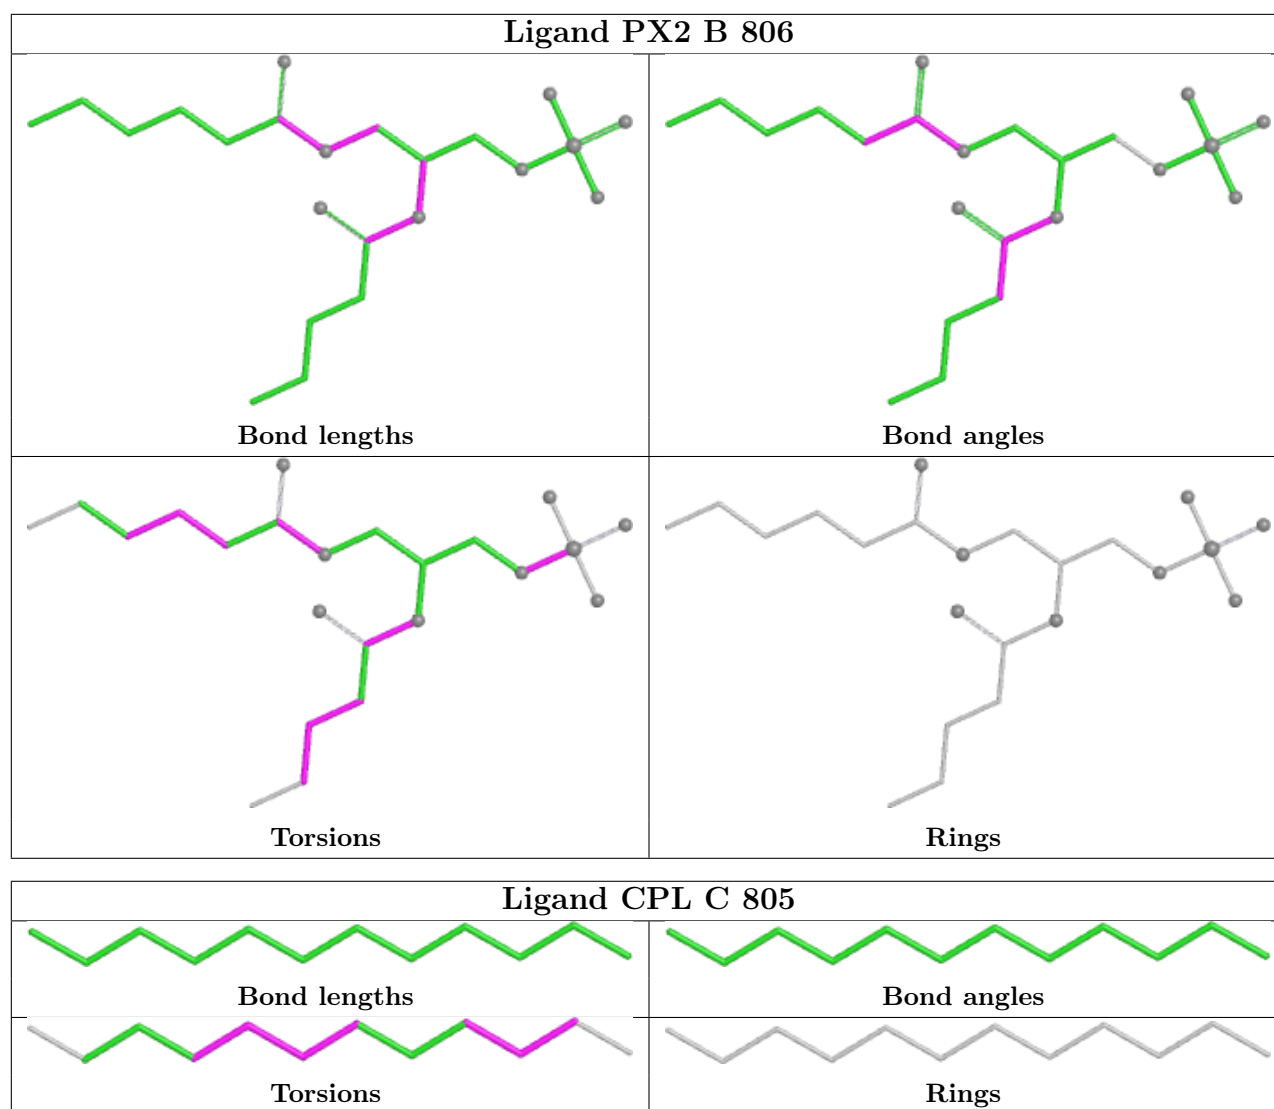 Ligand PX2 B 806
Bond lengths
Bond angles
Torsions
Rings
Ligand CPL C 805
Bond lengths
Bond angles
Torsions
Rings